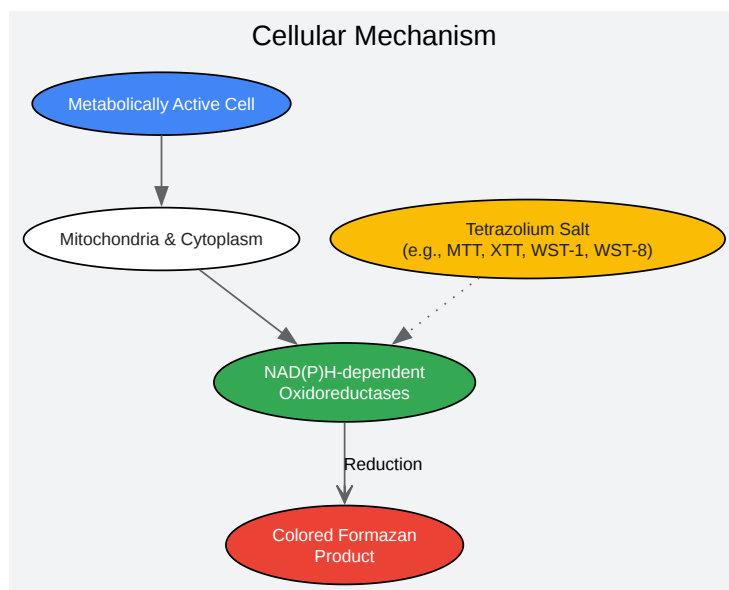 Cellular Mechanism
Metabolically Active Cell
Mitochondria & Cytoplasm
Tetrazolium Salt
(e.g., MTT, XTT, WST-1, WST-8)
NAD(P)H-dependent
Oxidoreductases
Reduction
Colored Formazan
Product